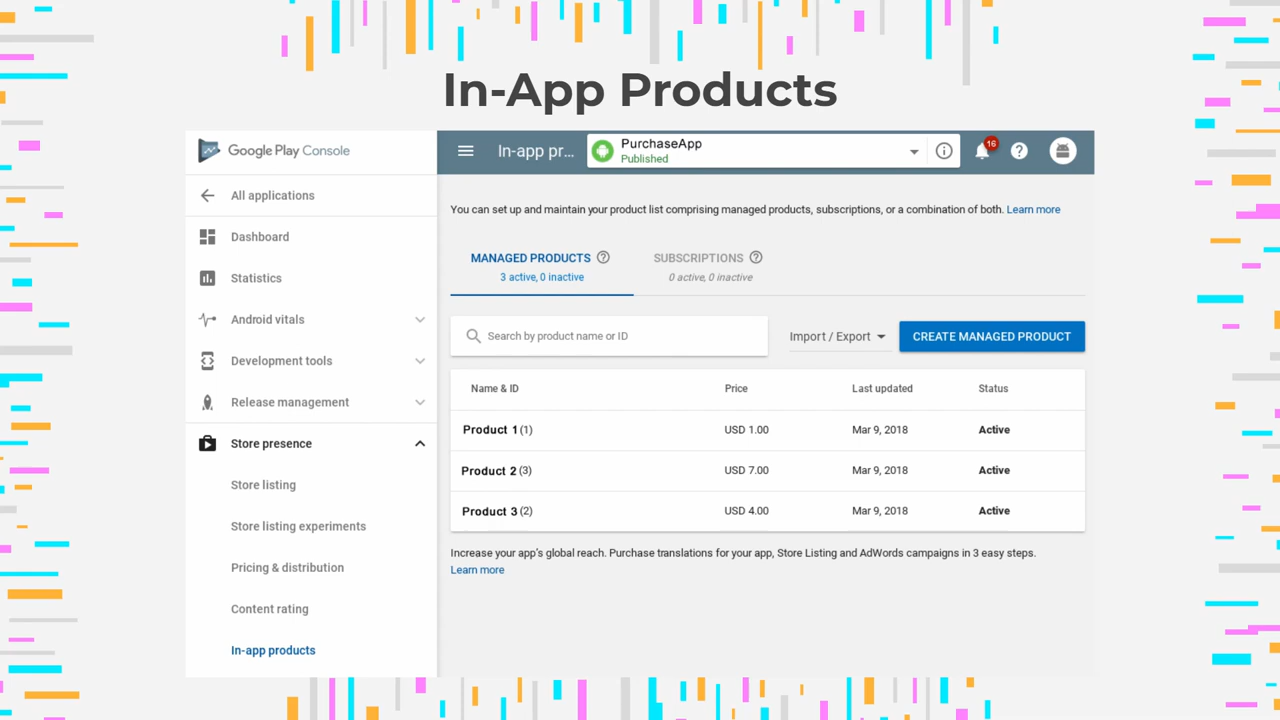 In-App Products
Google Play Console
In-app pr...
PurchaseApp
Published
16
All applications
Dashboard
Statistics
Android vitals
Development tools
Release management
Store presence
Store listing
Store listing experiments
Pricing & distribution
Content rating
In-app products
You can set up and maintain your product list comprising managed products, subscriptions, or a combination of both. Learn more
MANAGED PRODUCTS
3 active, 0 inactive
SUBSCRIPTIONS
0 active, 0 inactive
Search by product name or ID
Import / Export
CREATE MANAGED PRODUCT
Name & ID Price Last updated Status
Product 1 (1) USD 1.00 Mar 9, 2018 Active
Product 2 (3) USD 7.00 Mar 9, 2018 Active
Product 3 (2) USD 4.00 Mar 9, 2018 Active
Increase your app's global reach. Purchase translations for your app, Store Listing and AdWords campaigns in 3 easy steps.
Learn more